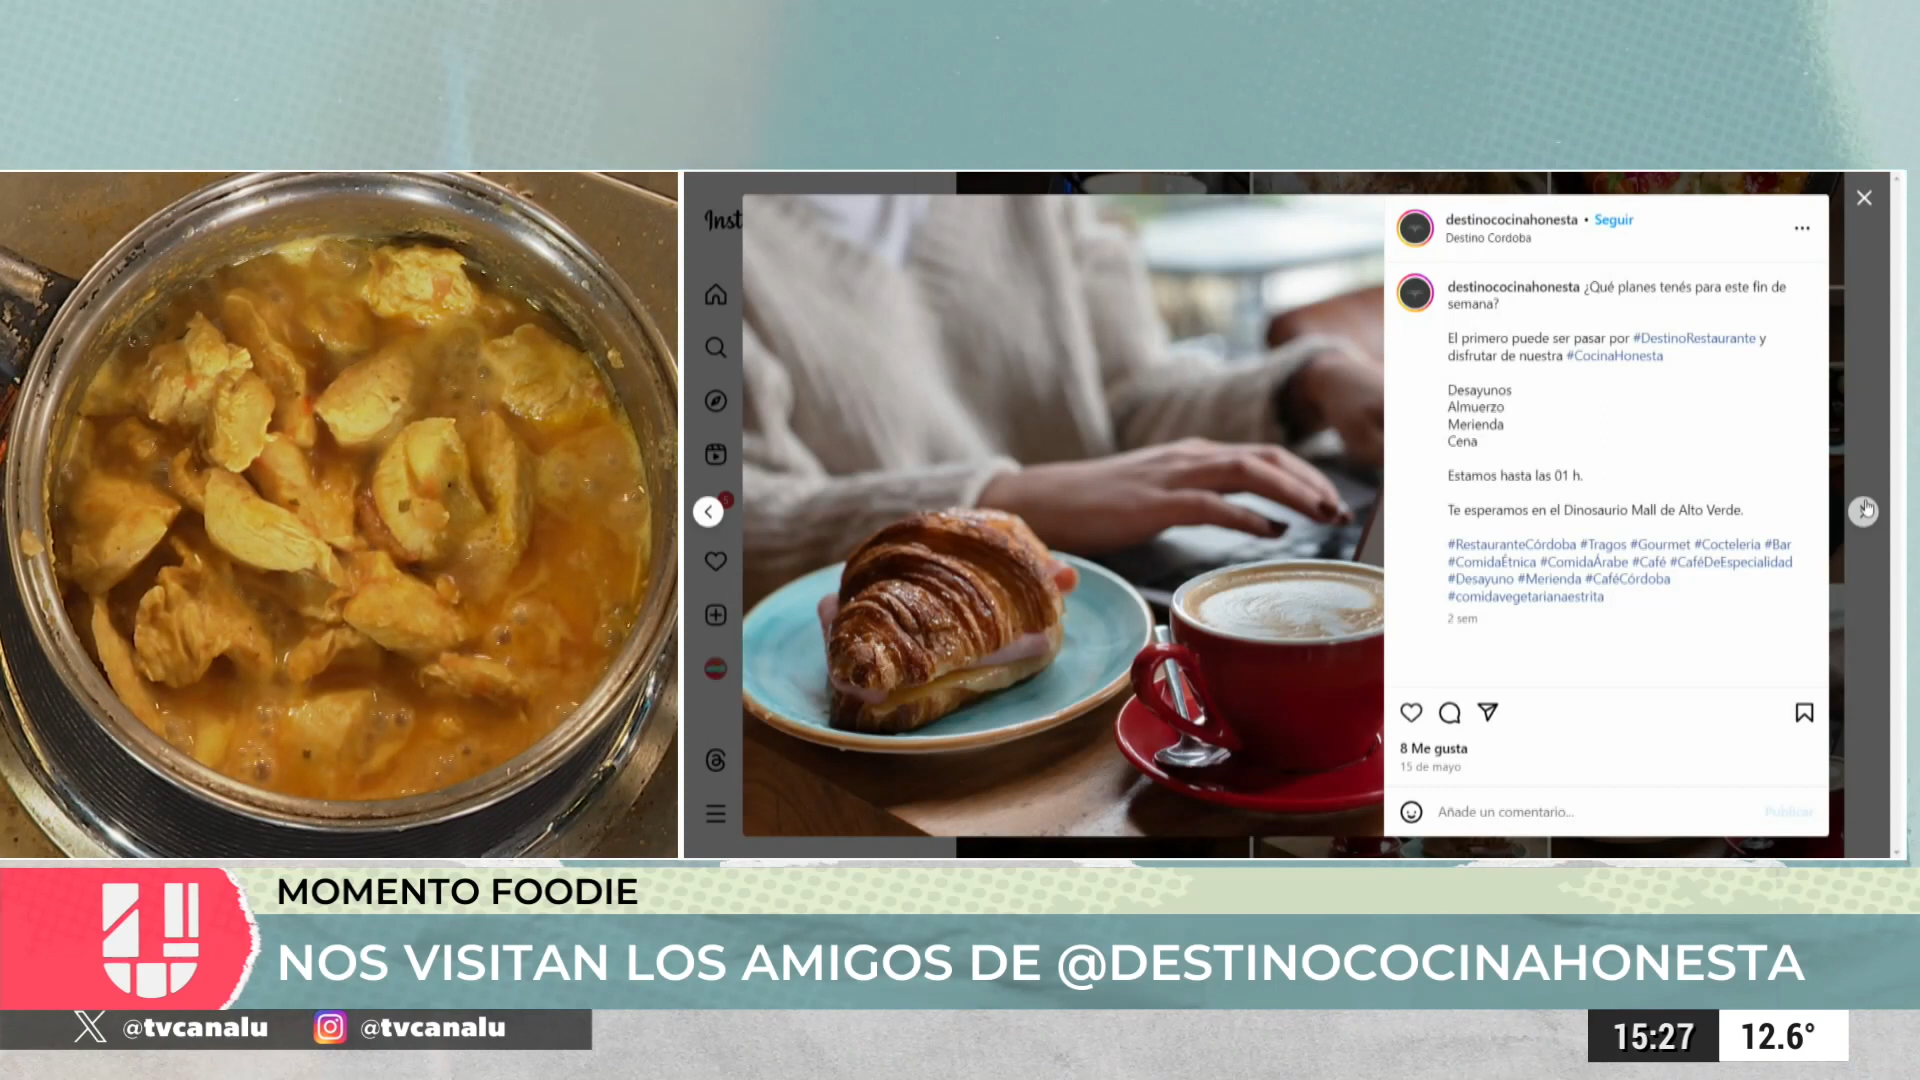 Inst
5
destinococinahonesta • Seguir
Destino Cordoba
destinococinahonesta ¿Qué planes tenés para este fin de
semana?
El primero puede ser pasar por #DestinoRestaurante y
disfrutar de nuestra #CocinaHonesta
Desayunos
Almuerzo
Merienda
Cena
Estamos hasta las 01 h.
Te esperamos en el Dinosaurio Mall de Alto Verde.
#RestauranteCórdoba #Tragos #Gourmet #Cocteleria #Bar
#ComidaÉtnica #ComidaÁrabe #Café #CaféDeEspecialidad
#Desayuno #Merienda #CaféCórdoba
#comidavegetarianaestrita
2 sem
8 Me gusta
15 de mayo
Añade un comentario...
Publicar
MOMENTO FOODIE
NOS VISITAN LOS AMIGOS DE @DESTINOCOCINAHONESTA
@tvcanalu @tvcanalu
15:27 12.6°